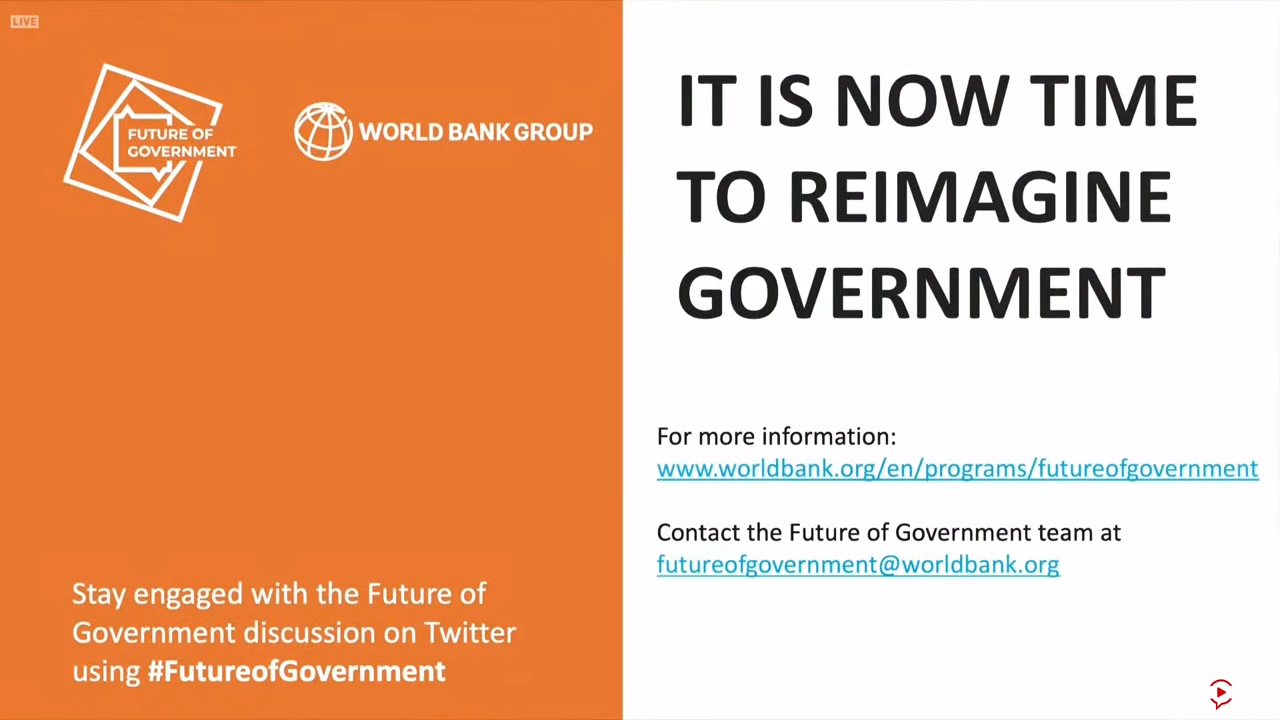 LIVE
FUTURE OF
GOVERNMENT
WORLD BANK GROUP
IT IS NOW TIME
TO REIMAGINE
GOVERNMENT
For more information:
www.worldbank.org/en/programs/futureofgovernment
Contact the Future of Government team at
futureofgovernment@worldbank.org
Stay engaged with the Future of
Government discussion on Twitter
using #FutureofGovernment